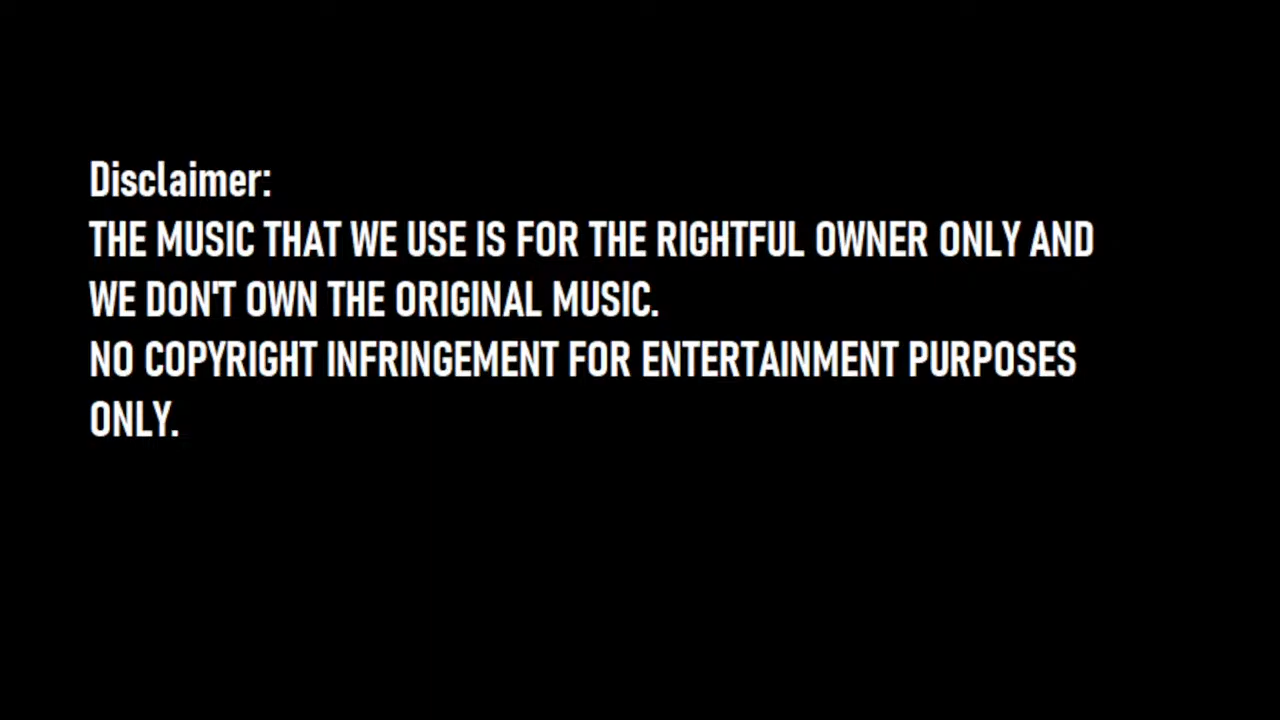 Disclaimer:
THE MUSIC THAT WE USE IS FOR THE RIGHTFUL OWNER ONLY AND
WE DON'T OWN THE ORIGINAL MUSIC.
NO COPYRIGHT INFRINGEMENT FOR ENTERTAINMENT PURPOSES
ONLY.